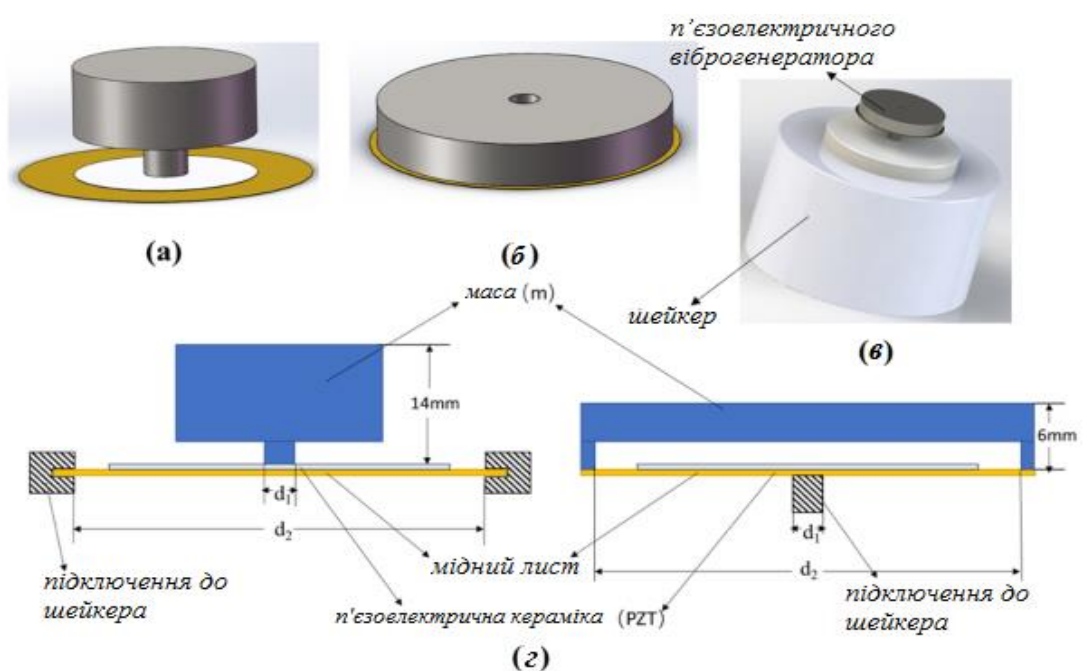 п’єзоелектричного
віброгенератора
(а)
(б)
шейкер
(в)
маса (m)
14mm
6mm
d₁
d₂
d₁
d₂
підключення до
шейкера
мідний лист
п'єзоелектрична кераміка (PZT)
підключення до
шейкера
(г)